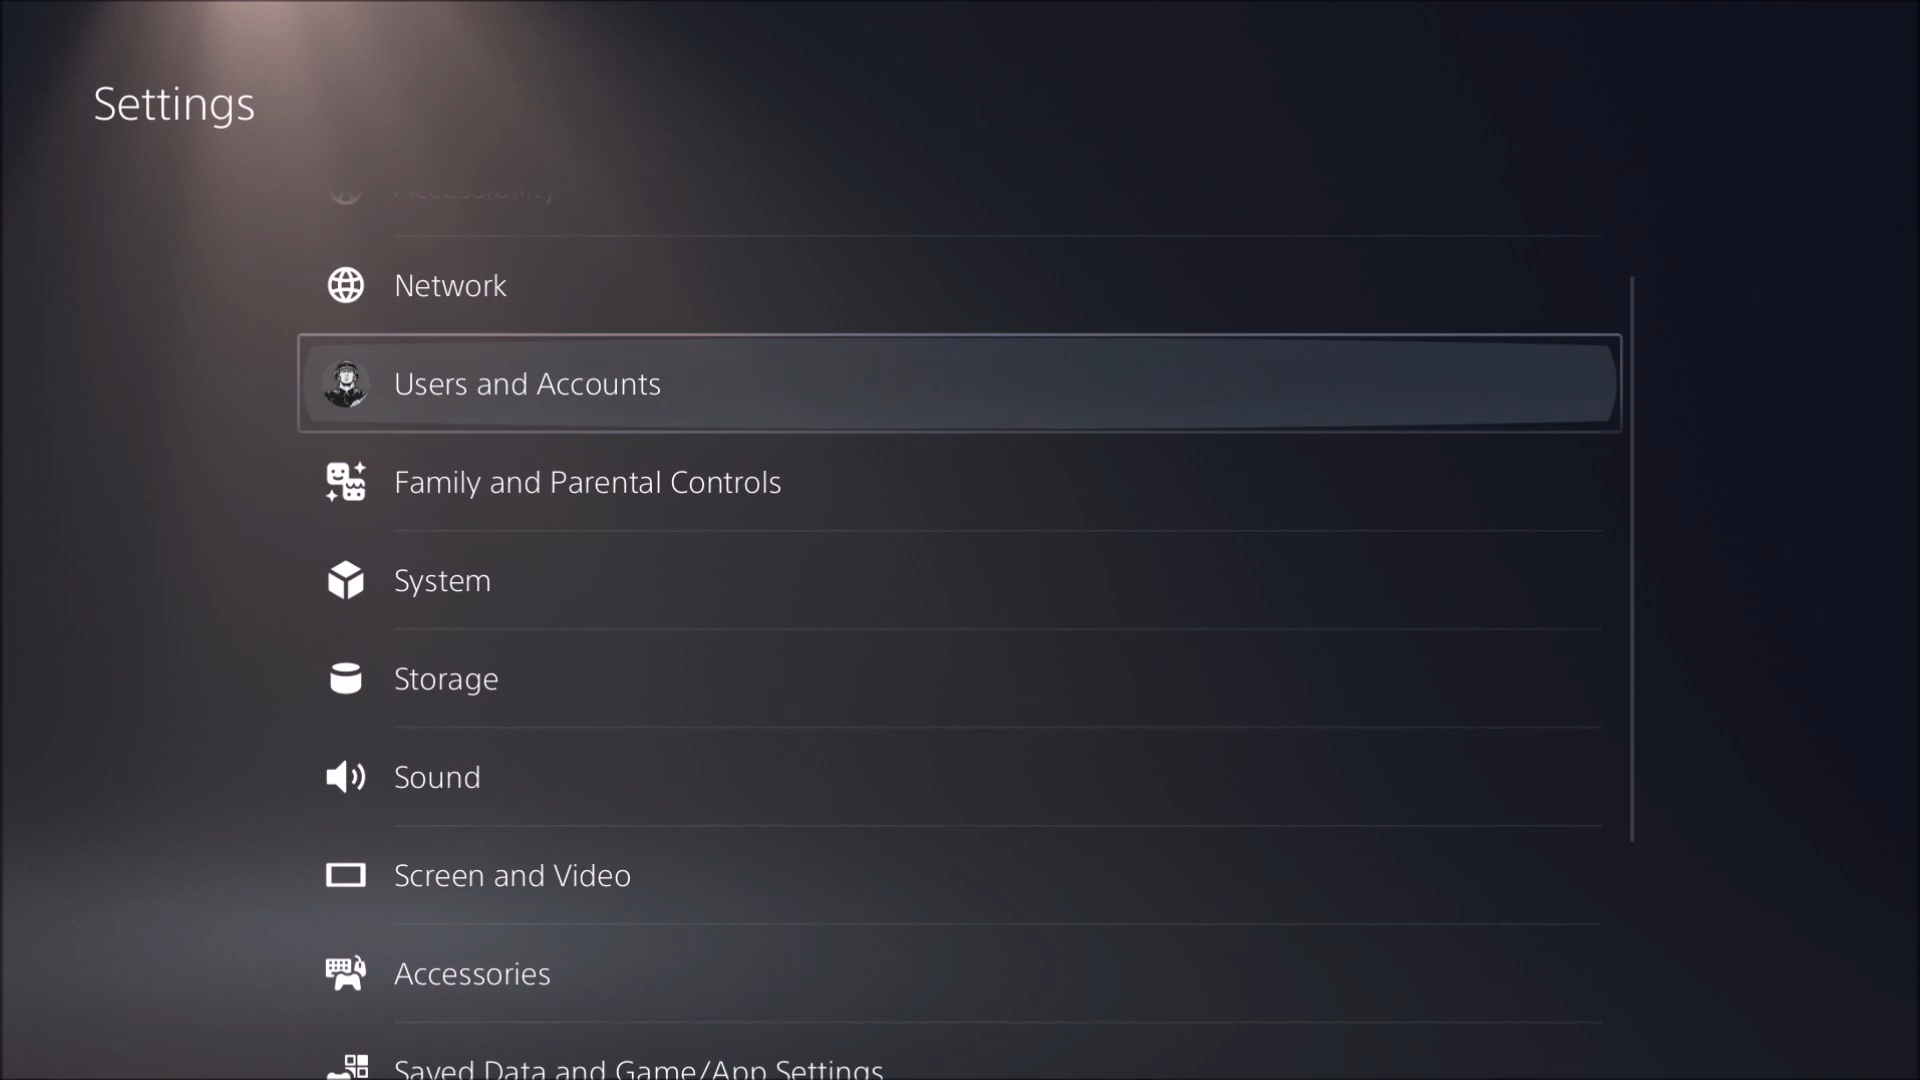 Settings
Accessibility
Network
Users and Accounts
Family and Parental Controls
System
Storage
Sound
Screen and Video
Accessories
Saved Data and Game/App Settings